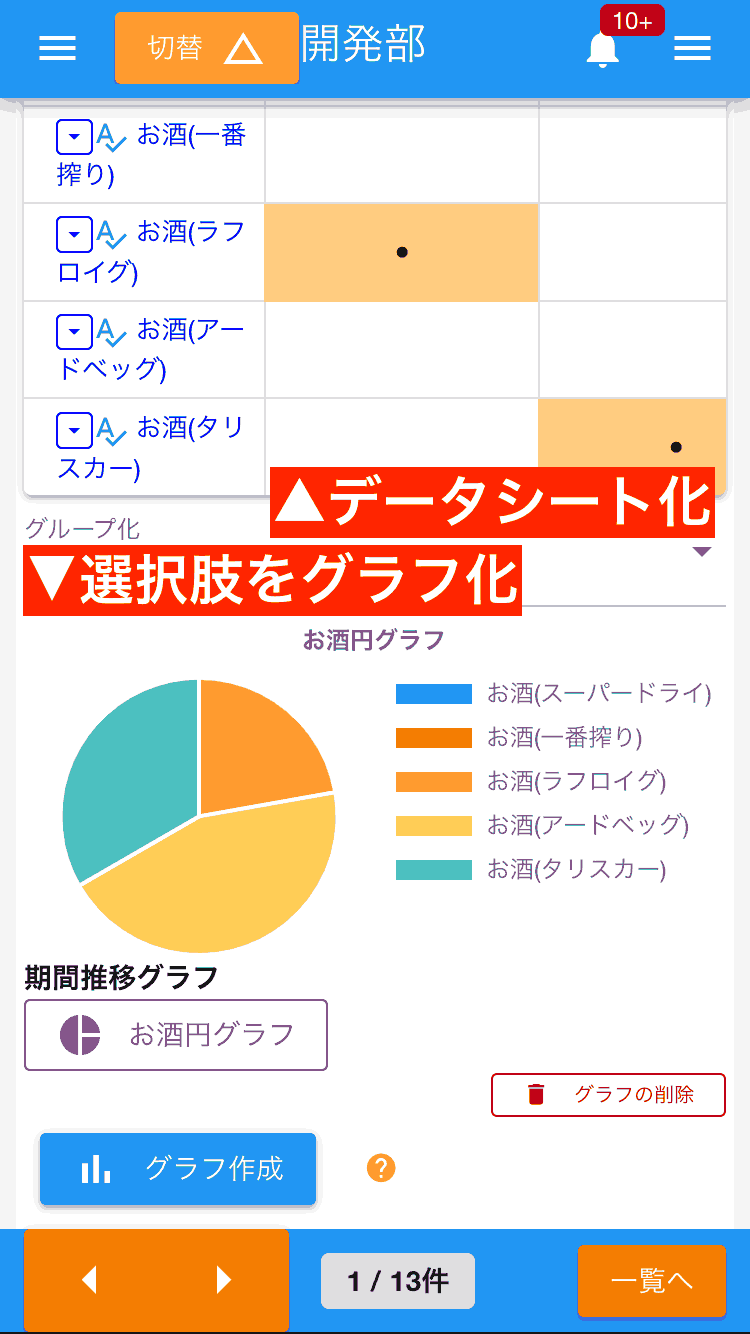 切替
開発部
10+
お酒(一番
搾り)
お酒(ラフ
ロイグ)
お酒(アー
ドベッグ)
お酒(タリ
スカー)
▲データシート化
グループ化
▼選択肢をグラフ化
お酒円グラフ
お酒(スーパードライ)
お酒(一番搾り)
お酒(ラフロイグ)
お酒(アードベッグ)
お酒(タリスカー)
期間推移グラフ
お酒円グラフ
グラフの削除
グラフ作成
?
1 / 13件
一覧へ